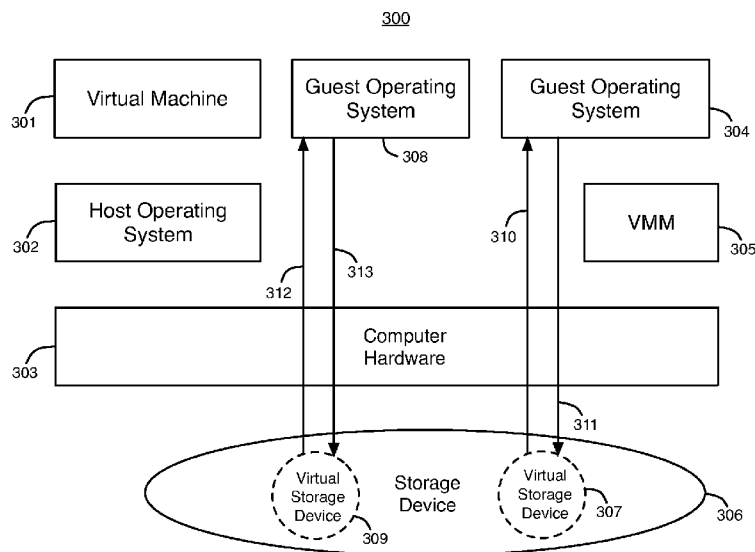 300
Virtual Machine
301
Guest Operating
System
308
Guest Operating
System
304
Host Operating
System
302
312
313
310
VMM
305
Computer
Hardware
303
311
Virtual
Storage
Device
309
Storage
Device
Virtual
Storage
Device
307
306